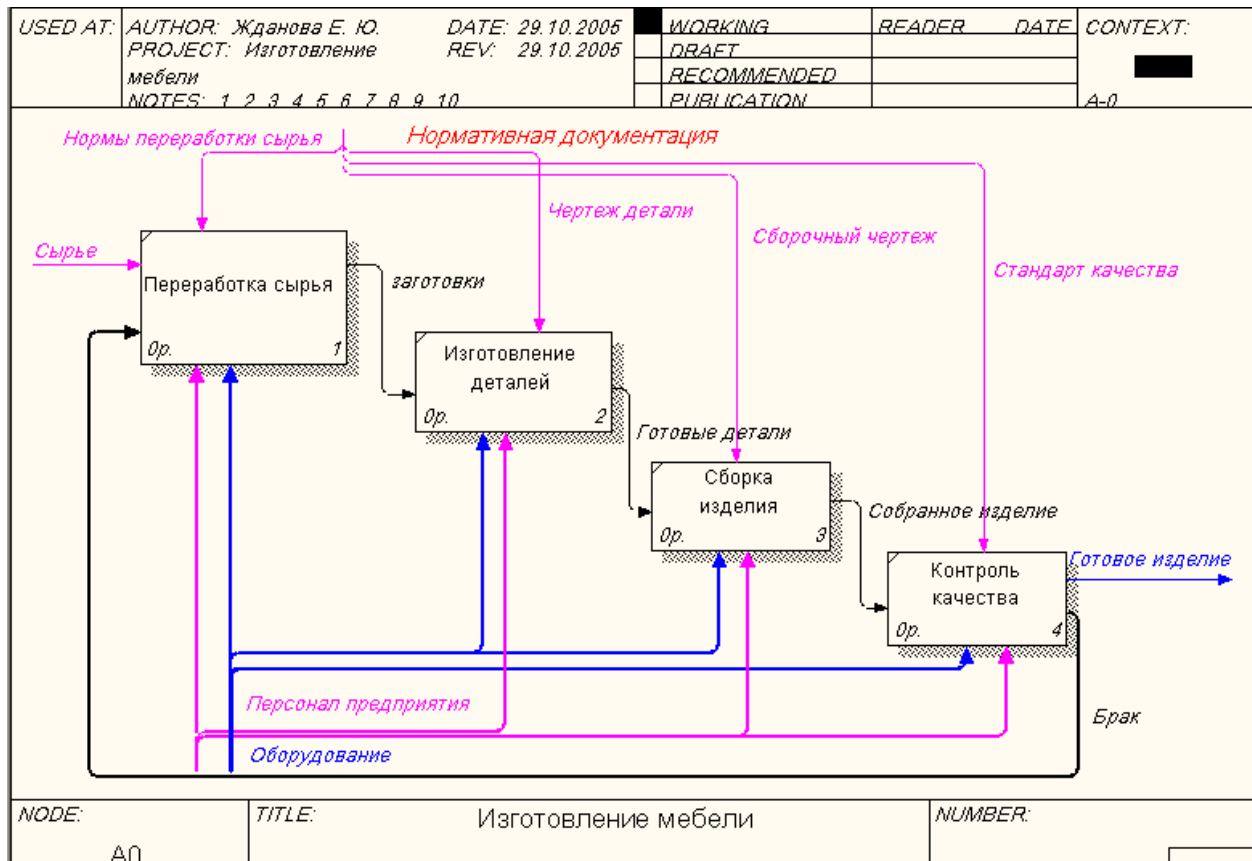 USED AT:
AUTHOR: Жданова Е. Ю.
DATE: 29.10.2005
PROJECT: Изготовление
мебели
REV: 29.10.2005
NOTES: 1 2 3 4 5 6 7 8 9 10
WORKING
DRAFT
RECOMMENDED
PUBLICATION
READER
DATE
CONTEXT:
A-0
Нормы переработки сырья
Нормативная документация
Чертеж детали
Сборочный чертеж
Стандарт качества
Сырье
Переработка сырья
0р.
1
заготовки
Изготовление
деталей
0р.
2
Готовые детали
Сборка
изделия
0р.
3
Собранное изделие
Контроль
качества
0р.
4
Готовое изделие
Персонал предприятия
Оборудование
Брак
NODE:
A0
TITLE:
Изготовление мебели
NUMBER: